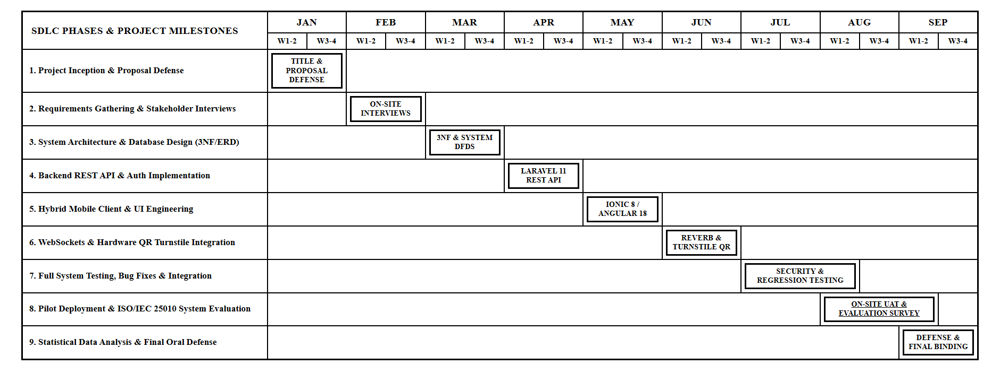 SDLC PHASES & PROJECT MILESTONES
JAN FEB MAR APR MAY JUN JUL AUG SEP
W1-2 W3-4 W1-2 W3-4 W1-2 W3-4 W1-2 W3-4 W1-2 W3-4 W1-2 W3-4 W1-2 W3-4 W1-2 W3-4 W1-2 W3-4
1. Project Inception & Proposal Defense
TITLE &
PROPOSAL
DEFENSE
2. Requirements Gathering & Stakeholder Interviews
ON-SITE
INTERVIEWS
3. System Architecture & Database Design (3NF/ERD)
3NF & SYSTEM
DFDS
4. Backend REST API & Auth Implementation
LARAVEL 11
REST API
5. Hybrid Mobile Client & UI Engineering
IONIC 8 /
ANGULAR 18
6. WebSockets & Hardware QR Turnstile Integration
REVERB &
TURNSTILE QR
7. Full System Testing, Bug Fixes & Integration
SECURITY &
REGRESSION TESTING
8. Pilot Deployment & ISO/IEC 25010 System Evaluation
ON-SITE UAT &
EVALUATION SURVEY
9. Statistical Data Analysis & Final Oral Defense
DEFENSE &
FINAL BINDING